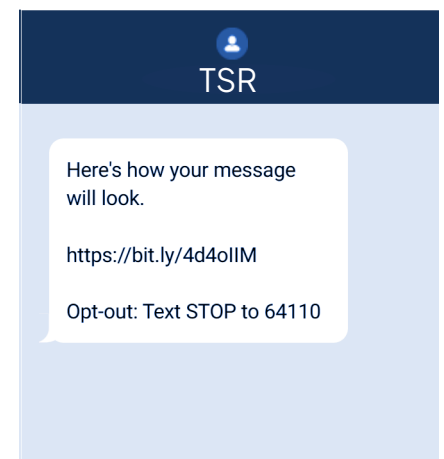 TSR
Here's how your message
will look.
https://bit.ly/4d4oIIM
Opt-out: Text STOP to 64110